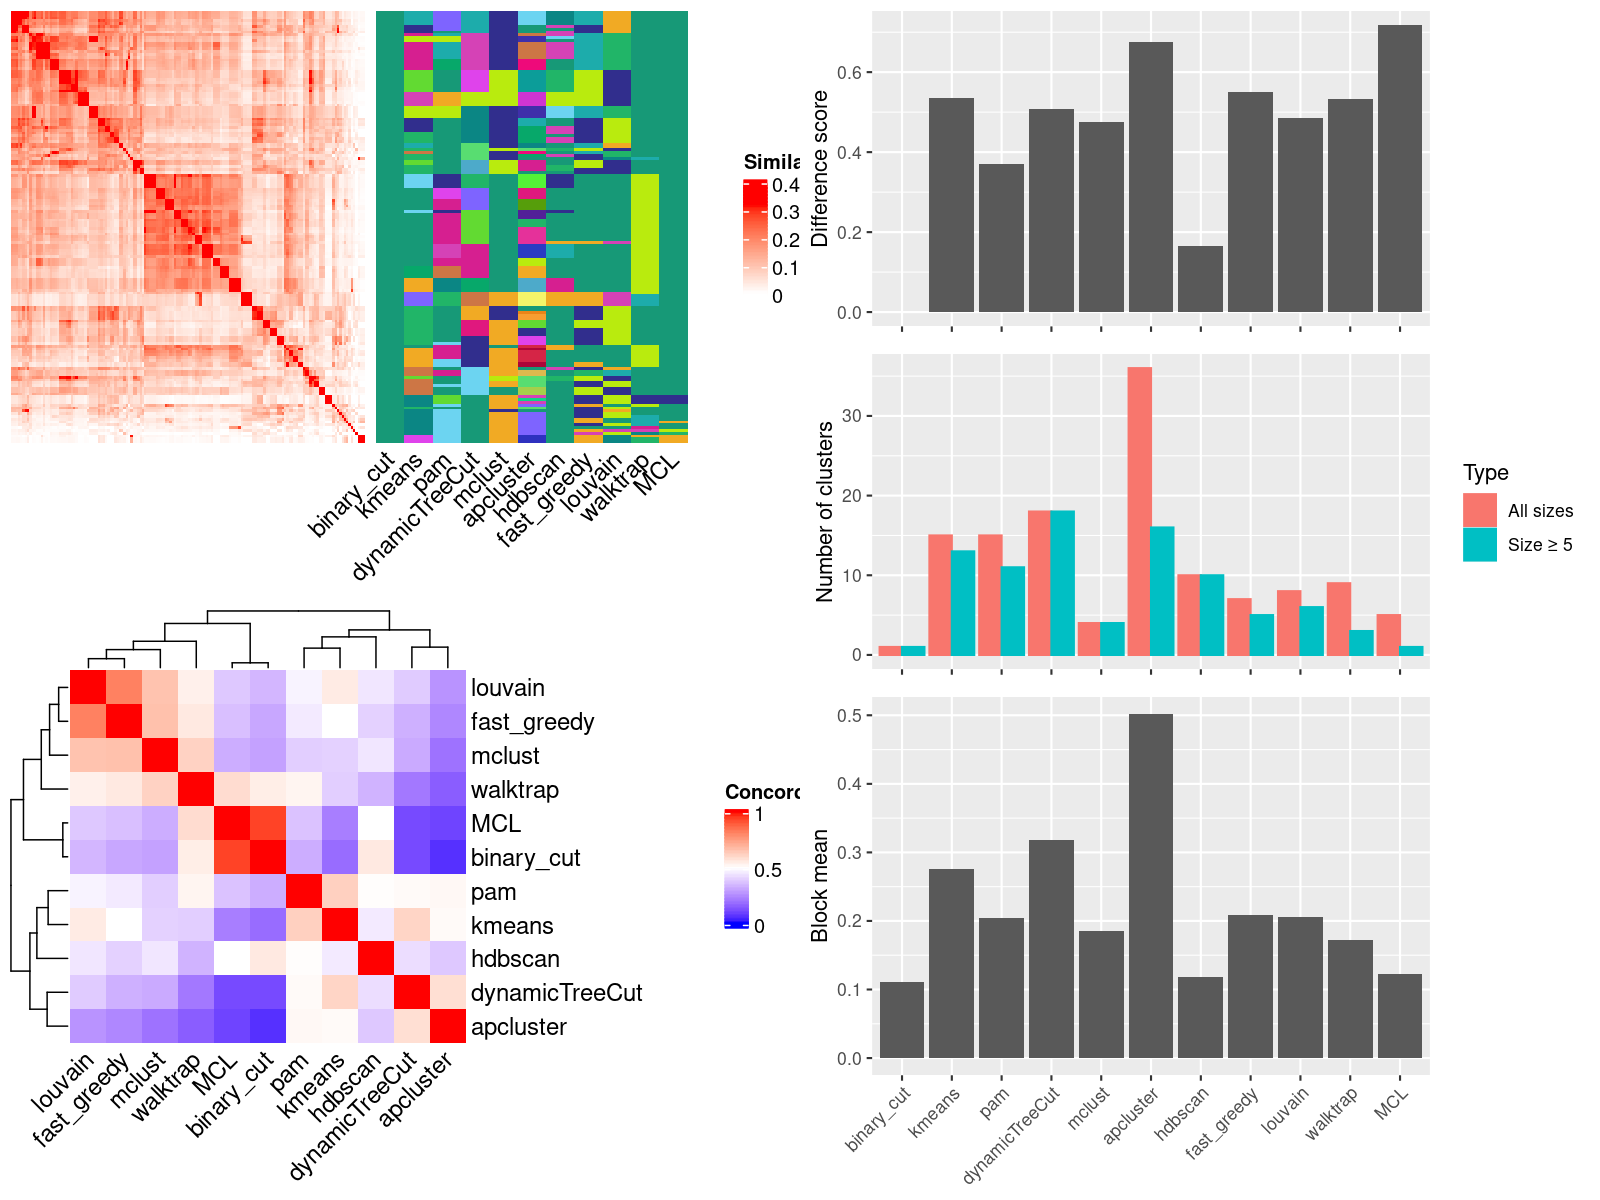 binary_cut
kmeans
pam
dynamicTreeCut
mclust
apcluster
hdbscan
fast_greedy
louvain
walktrap
MCL
Simila
0.4
0.3
0.2
0.1
0
louvain
fast_greedy
mclust
walktrap
MCL
binary_cut
pam
kmeans
hdbscan
dynamicTreeCut
apcluster
louvain
fast_greedy
mclust
walktrap
MCL
binary_cut
pam
kmeans
hdbscan
dynamicTreeCut
apcluster
Concord
1
0.5
0
Difference score
0.6
0.4
0.2
0.0
Number of clusters
30
20
10
0
Type
All sizes
Size ≥ 5
Block mean
0.5
0.4
0.3
0.2
0.1
0.0
binary_cut
kmeans
pam
dynamicTreeCut
mclust
apcluster
hdbscan
fast_greedy
louvain
walktrap
MCL